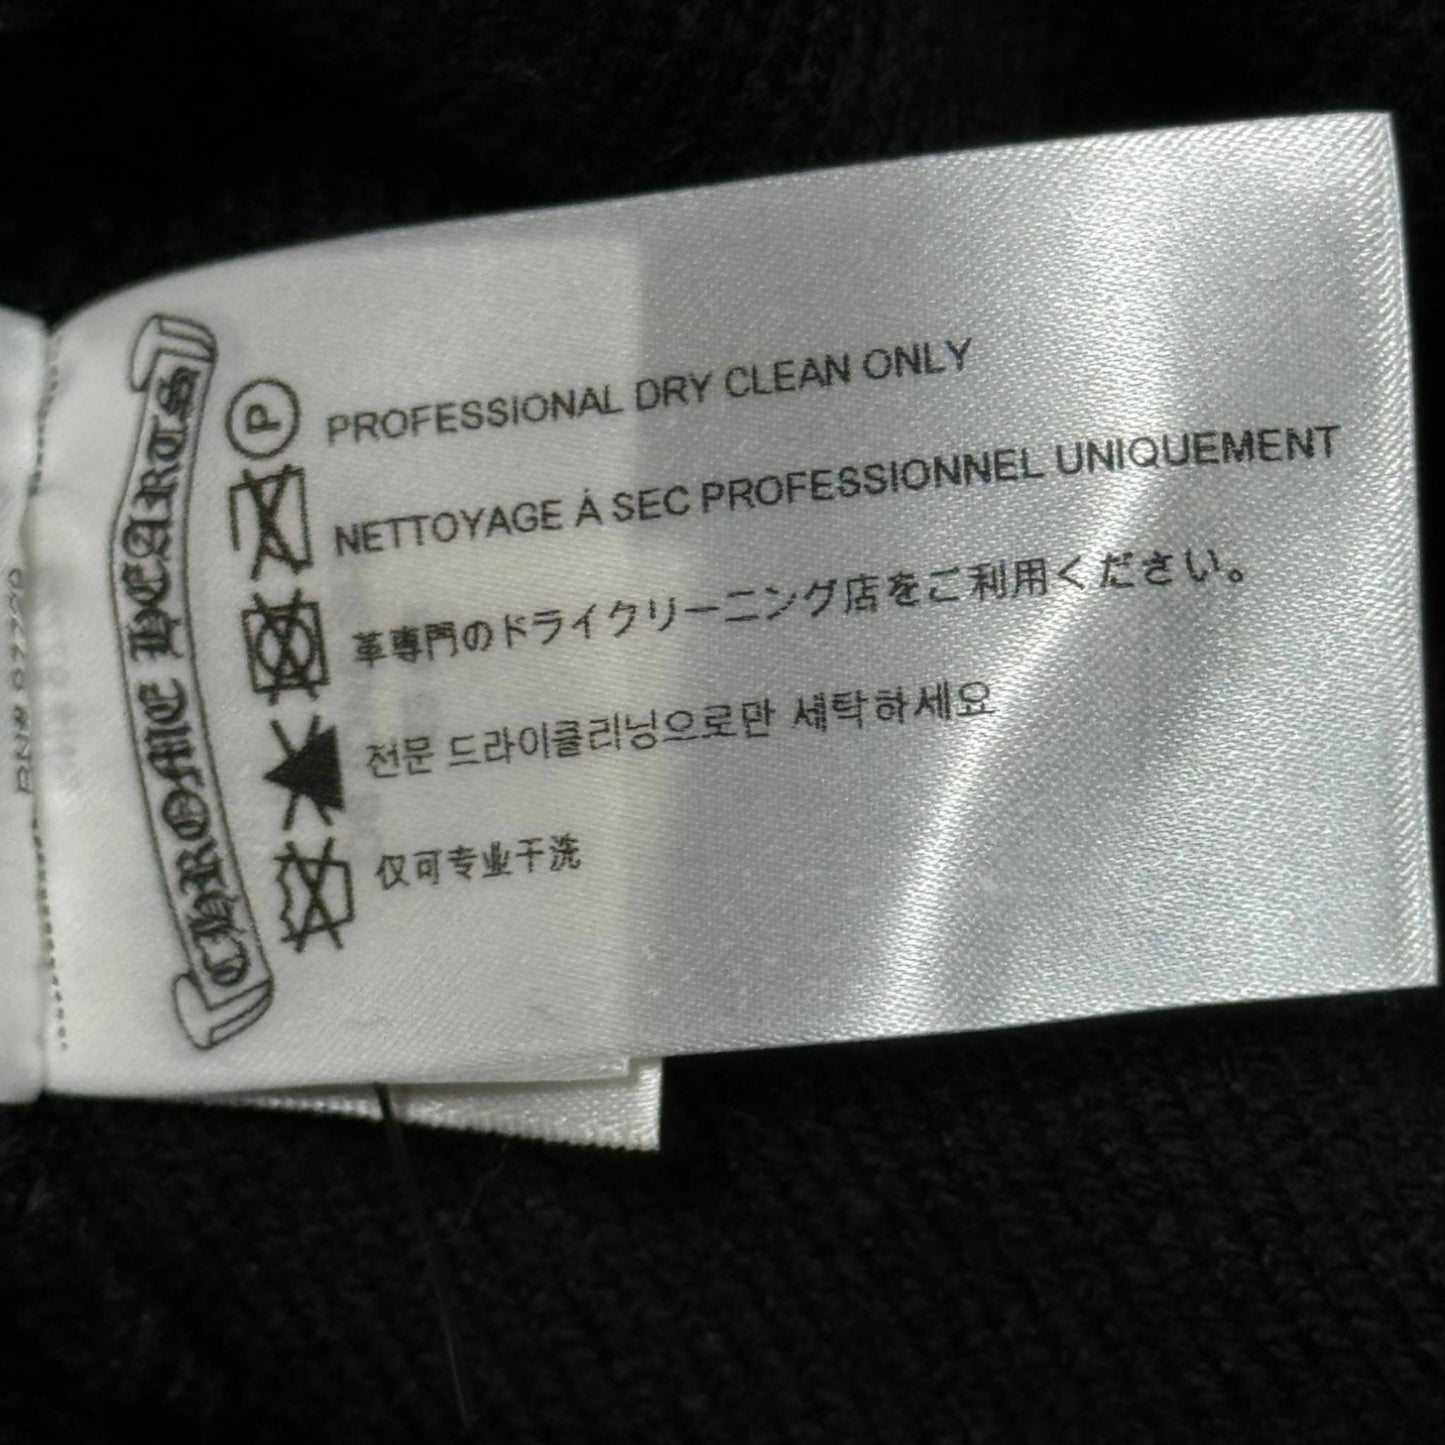 CHROME HEARTS
P
PROFESSIONAL DRY CLEAN ONLY
NETTOYAGE À SEC PROFESSIONNEL UNIQUEMENT
革専門のドライクリーニング店をご利用ください。
전문 드라이클리닝으로만 세탁하세요
仅可专业干洗